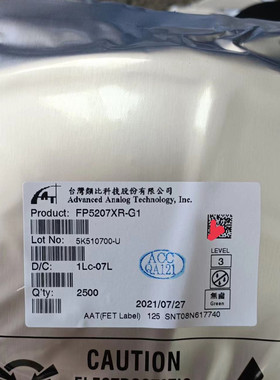 台灣類比科技股份有限公司
Advanced Analog Technology, Inc.
Product: FP5207XR-G1
Lot No: 5K510700-U
D/C: 1Lc-07L
Q'ty: 2500
ACC
QA121
LEVEL
3
無鹵
Green
2021/07/27
AAT(FET Label) 125 SNT08N617740
CAUTION